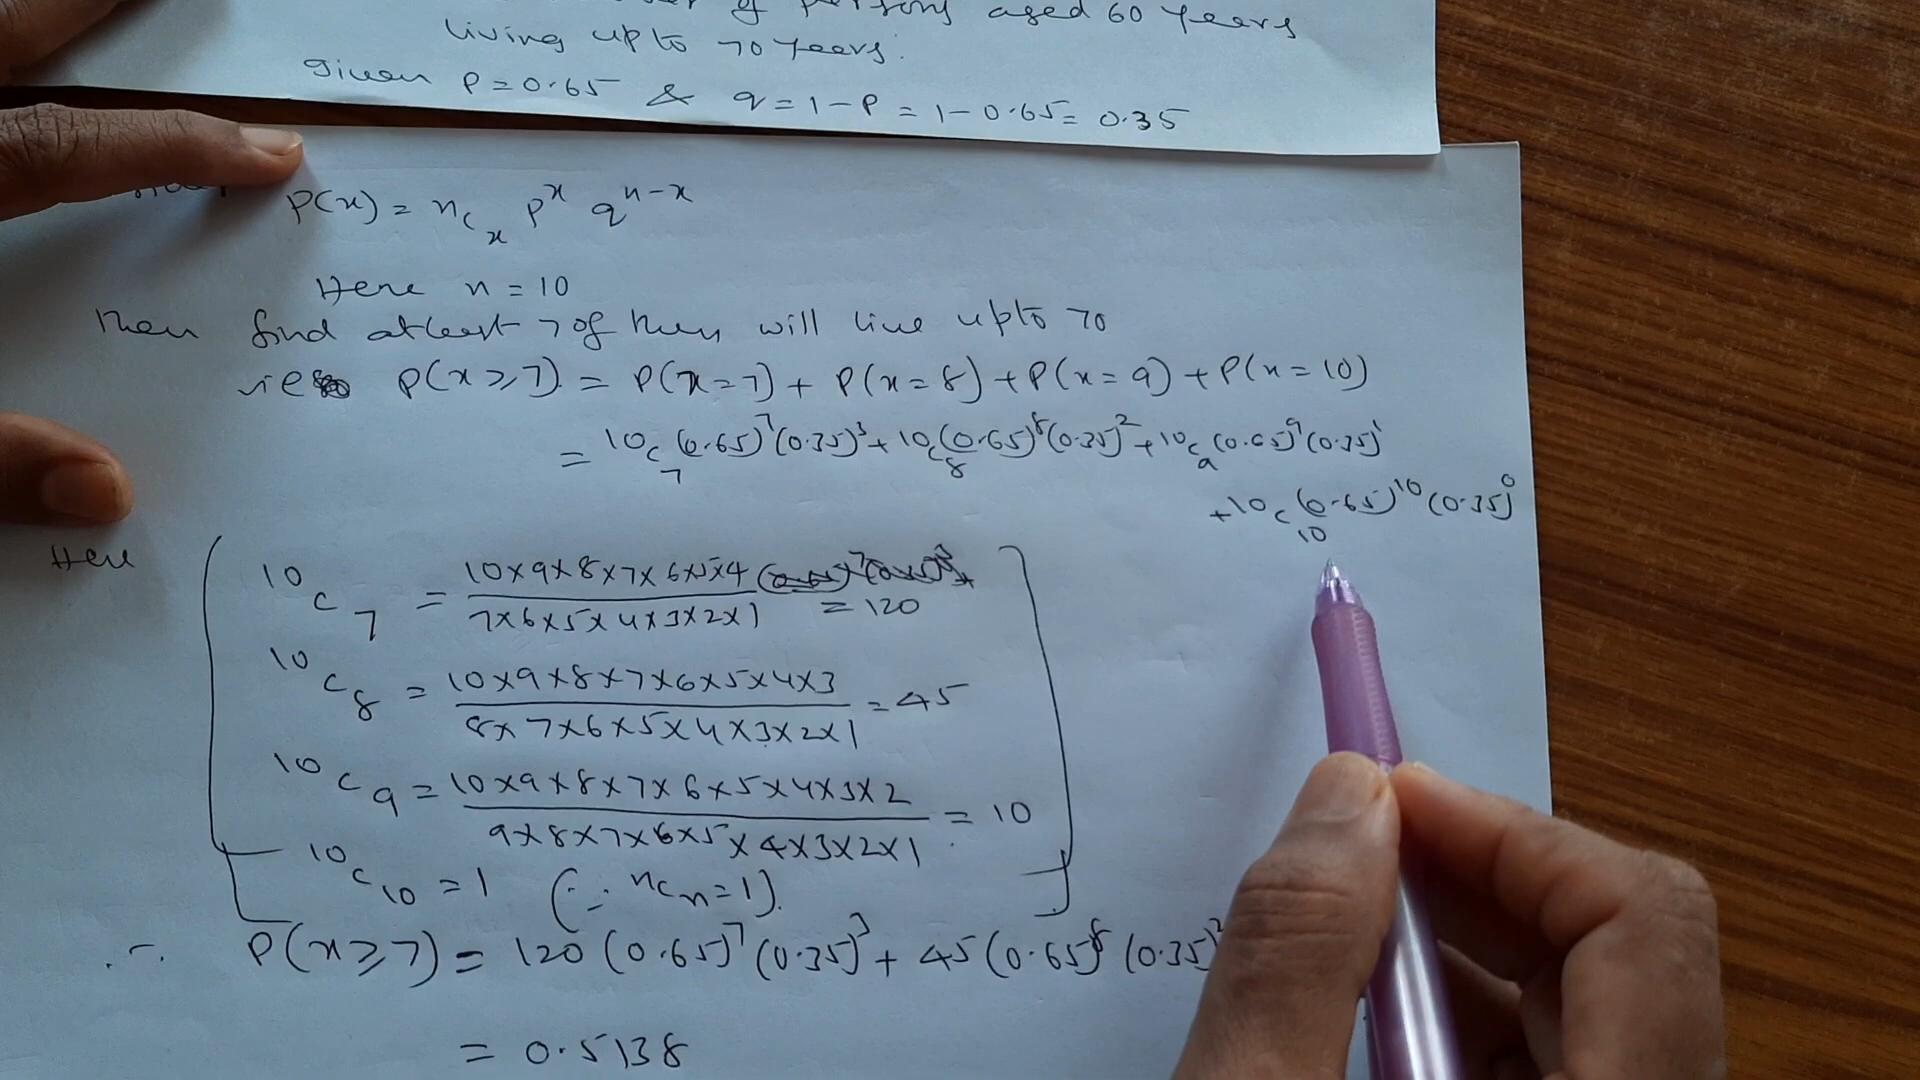 of persons aged 60 years
living upto 70 years.
given P = 0.65 & q = 1 - P = 1 - 0.65 = 0.35
P(x) = nCx p^x q^n-x
Here n = 10
then find atleast 7 of them will live upto 70
ie P(x ≥ 7) = P(x = 7) + P(x = 8) + P(x = 9) + P(x = 10)
= 10C7 (0.65)^7 (0.35)^3 + 10C8 (0.65)^8 (0.35)^2 + 10C9 (0.65)^9 (0.35)^1
+ 10C10 (0.65)^10 (0.35)^0
Here 10C7 = 10×9×8×7×6×5×4 / 7×6×5×4×3×2×1 = 120
10C8 = 10×9×8×7×6×5×4×3 / 8×7×6×5×4×3×2×1 = 45
10C9 = 10×9×8×7×6×5×4×3×2 / 9×8×7×6×5×4×3×2×1 = 10
10C10 = 1 (∵ nCn = 1).
∴ P(x ≥ 7) = 120 (0.65)^7 (0.35)^3 + 45 (0.65)^8 (0.35)^2
= 0.5138